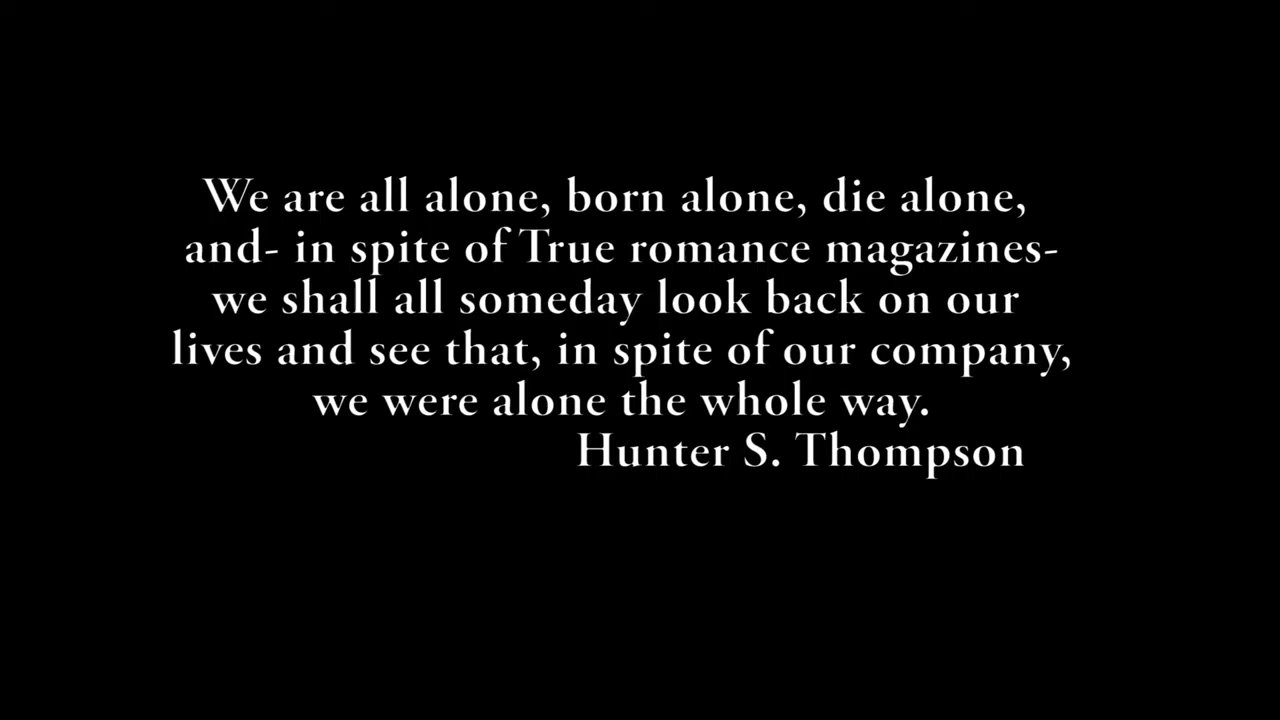 We are all alone, born alone, die alone,
and- in spite of True romance magazines-
we shall all someday look back on our
lives and see that, in spite of our company,
we were alone the whole way.
Hunter S. Thompson